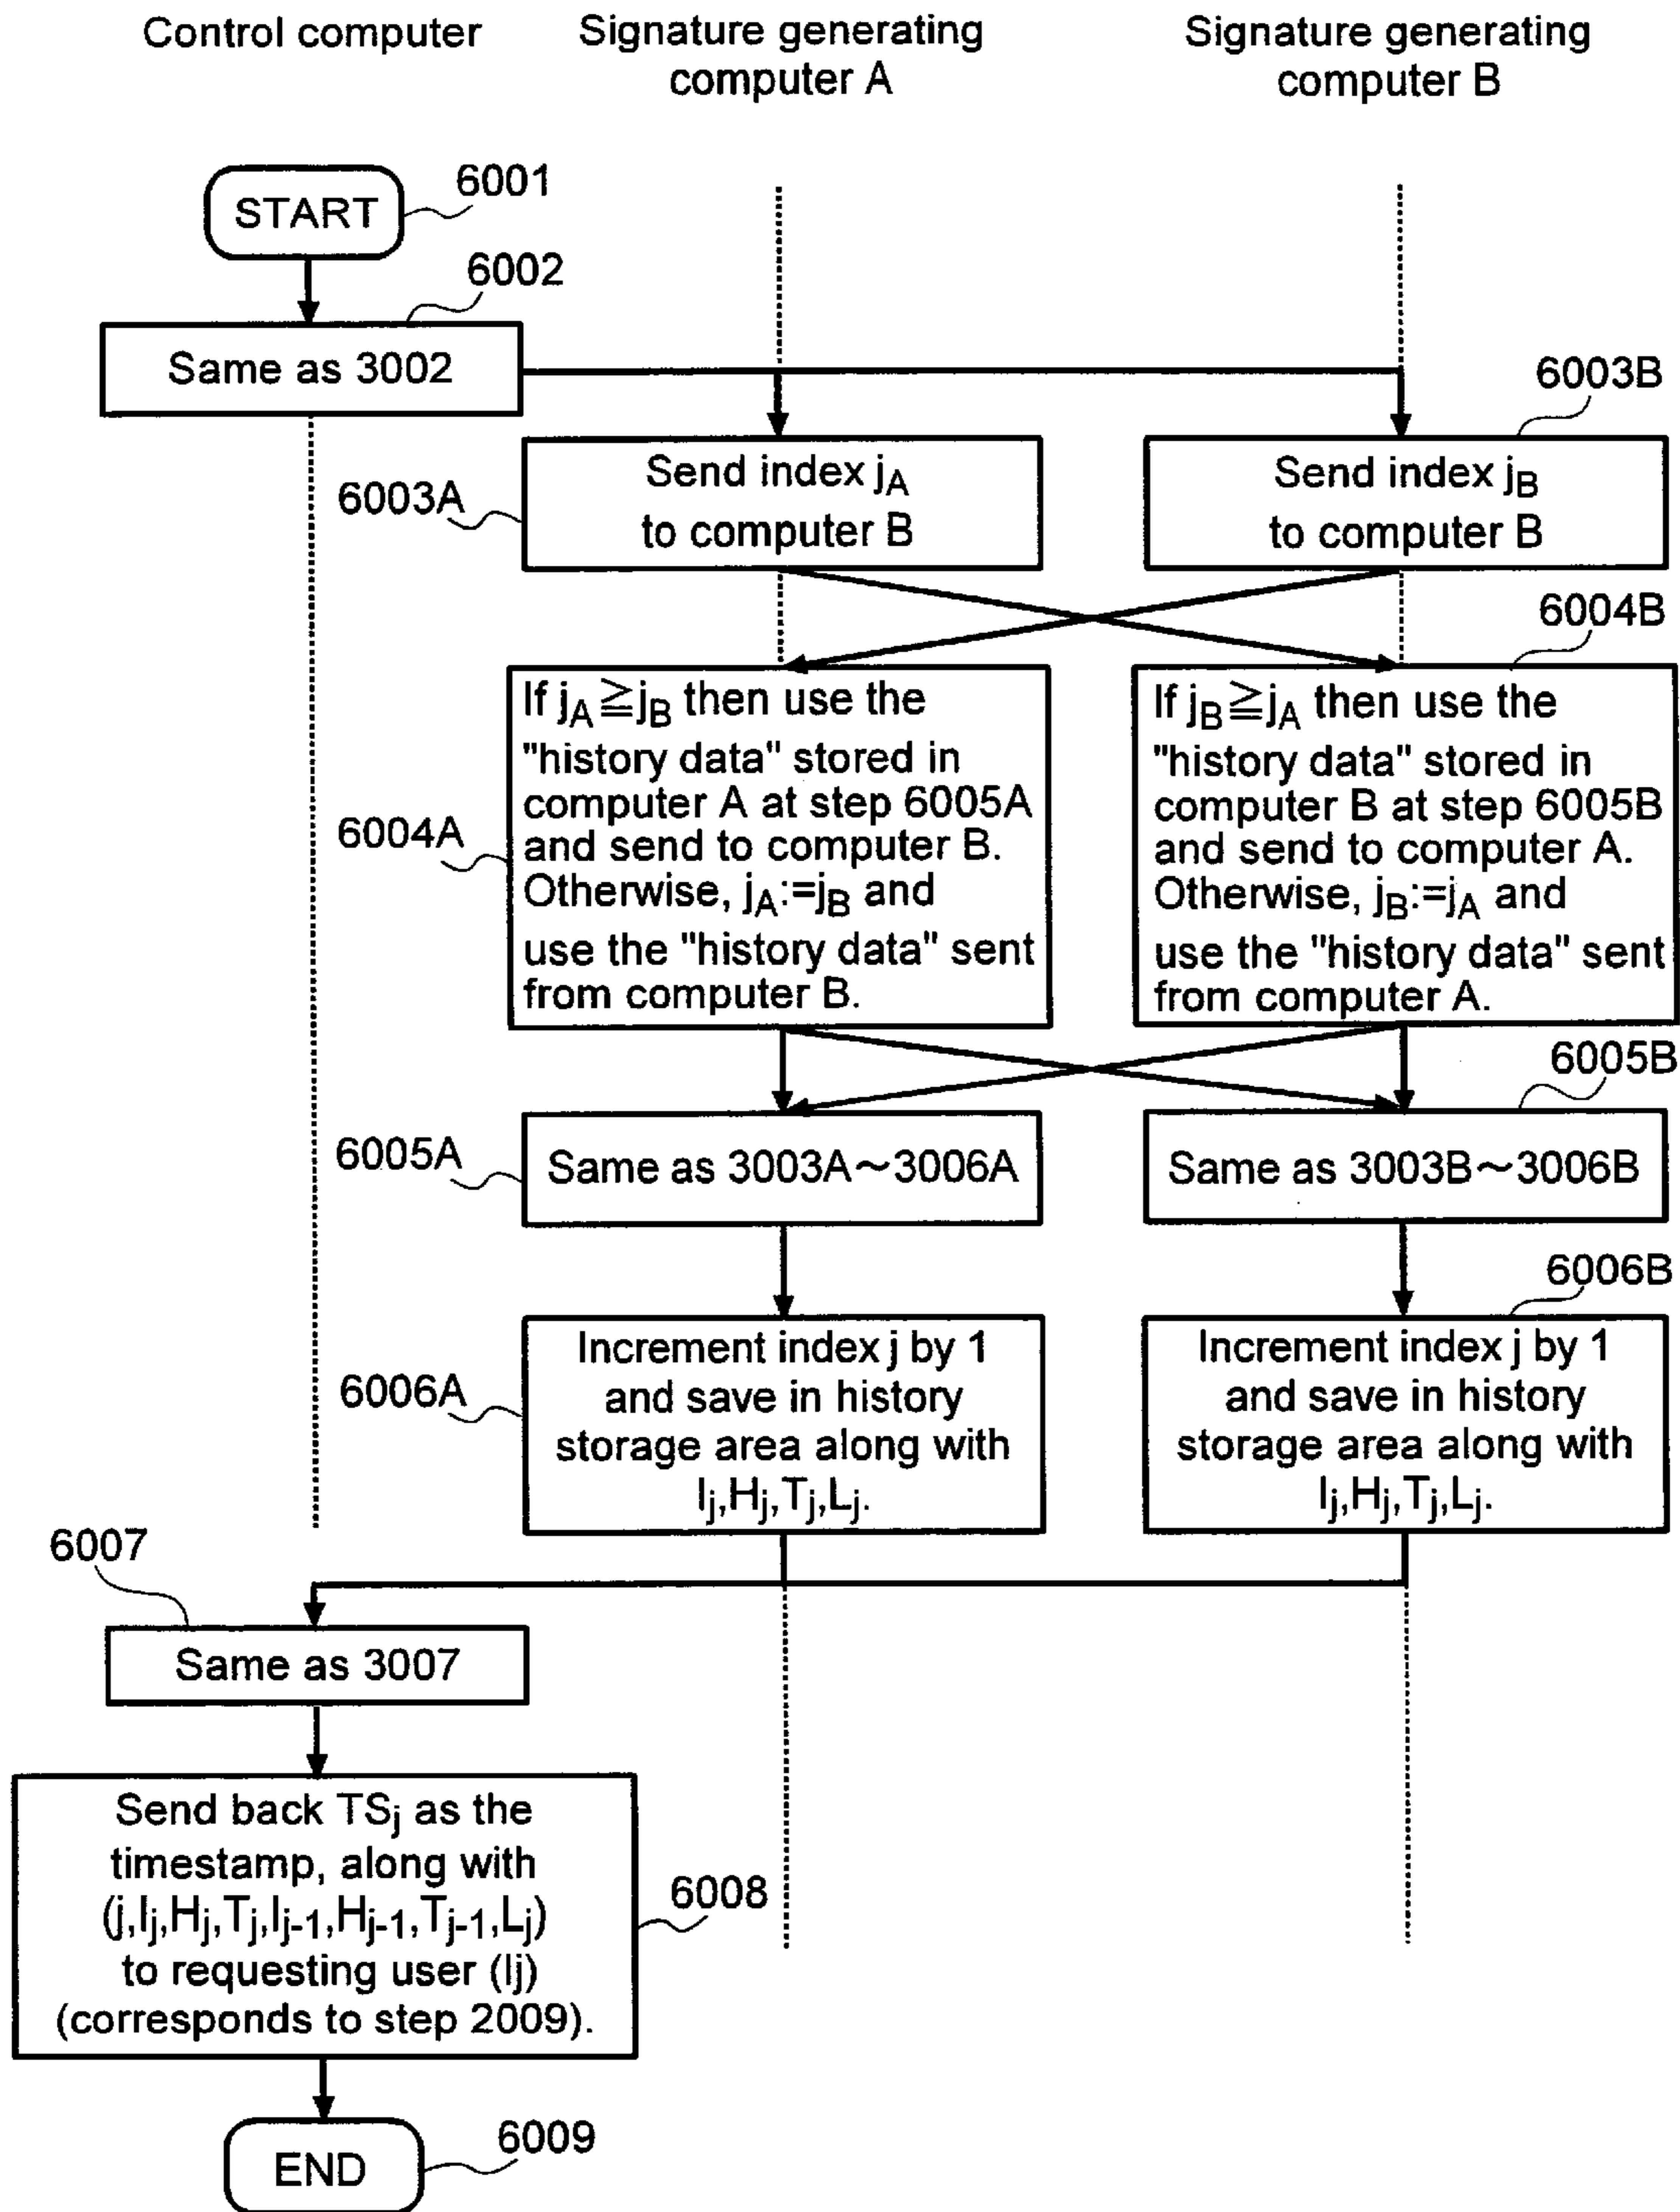 Control computer
Signature generating
computer A
Signature generating
computer B
6001
START
6002
Same as 3002
6003B
6003A
Send index jA
to computer B
Send index jB
to computer B
6004B
6004A
If jA≧jB then use the
"history data" stored in
computer A at step 6005A
and send to computer B.
Otherwise, jA:=jB and
use the "history data" sent
from computer B.
If jB≧jA then use the
"history data" stored in
computer B at step 6005B
and send to computer A.
Otherwise, jB:=jA and
use the "history data" sent
from computer A.
6005B
6005A
Same as 3003A~3006A
Same as 3003B~3006B
6006B
6006A
Increment index j by 1
and save in history
storage area along with
Ij,Hj,Tj,Lj.
Increment index j by 1
and save in history
storage area along with
Ij,Hj,Tj,Lj.
6007
Same as 3007
Send back TSj as the
timestamp, along with
(j,Ij,Hj,Tj,Ij-1,Hj-1,Tj-1,Lj)
to requesting user (Ij)
(corresponds to step 2009).
6008
END
6009